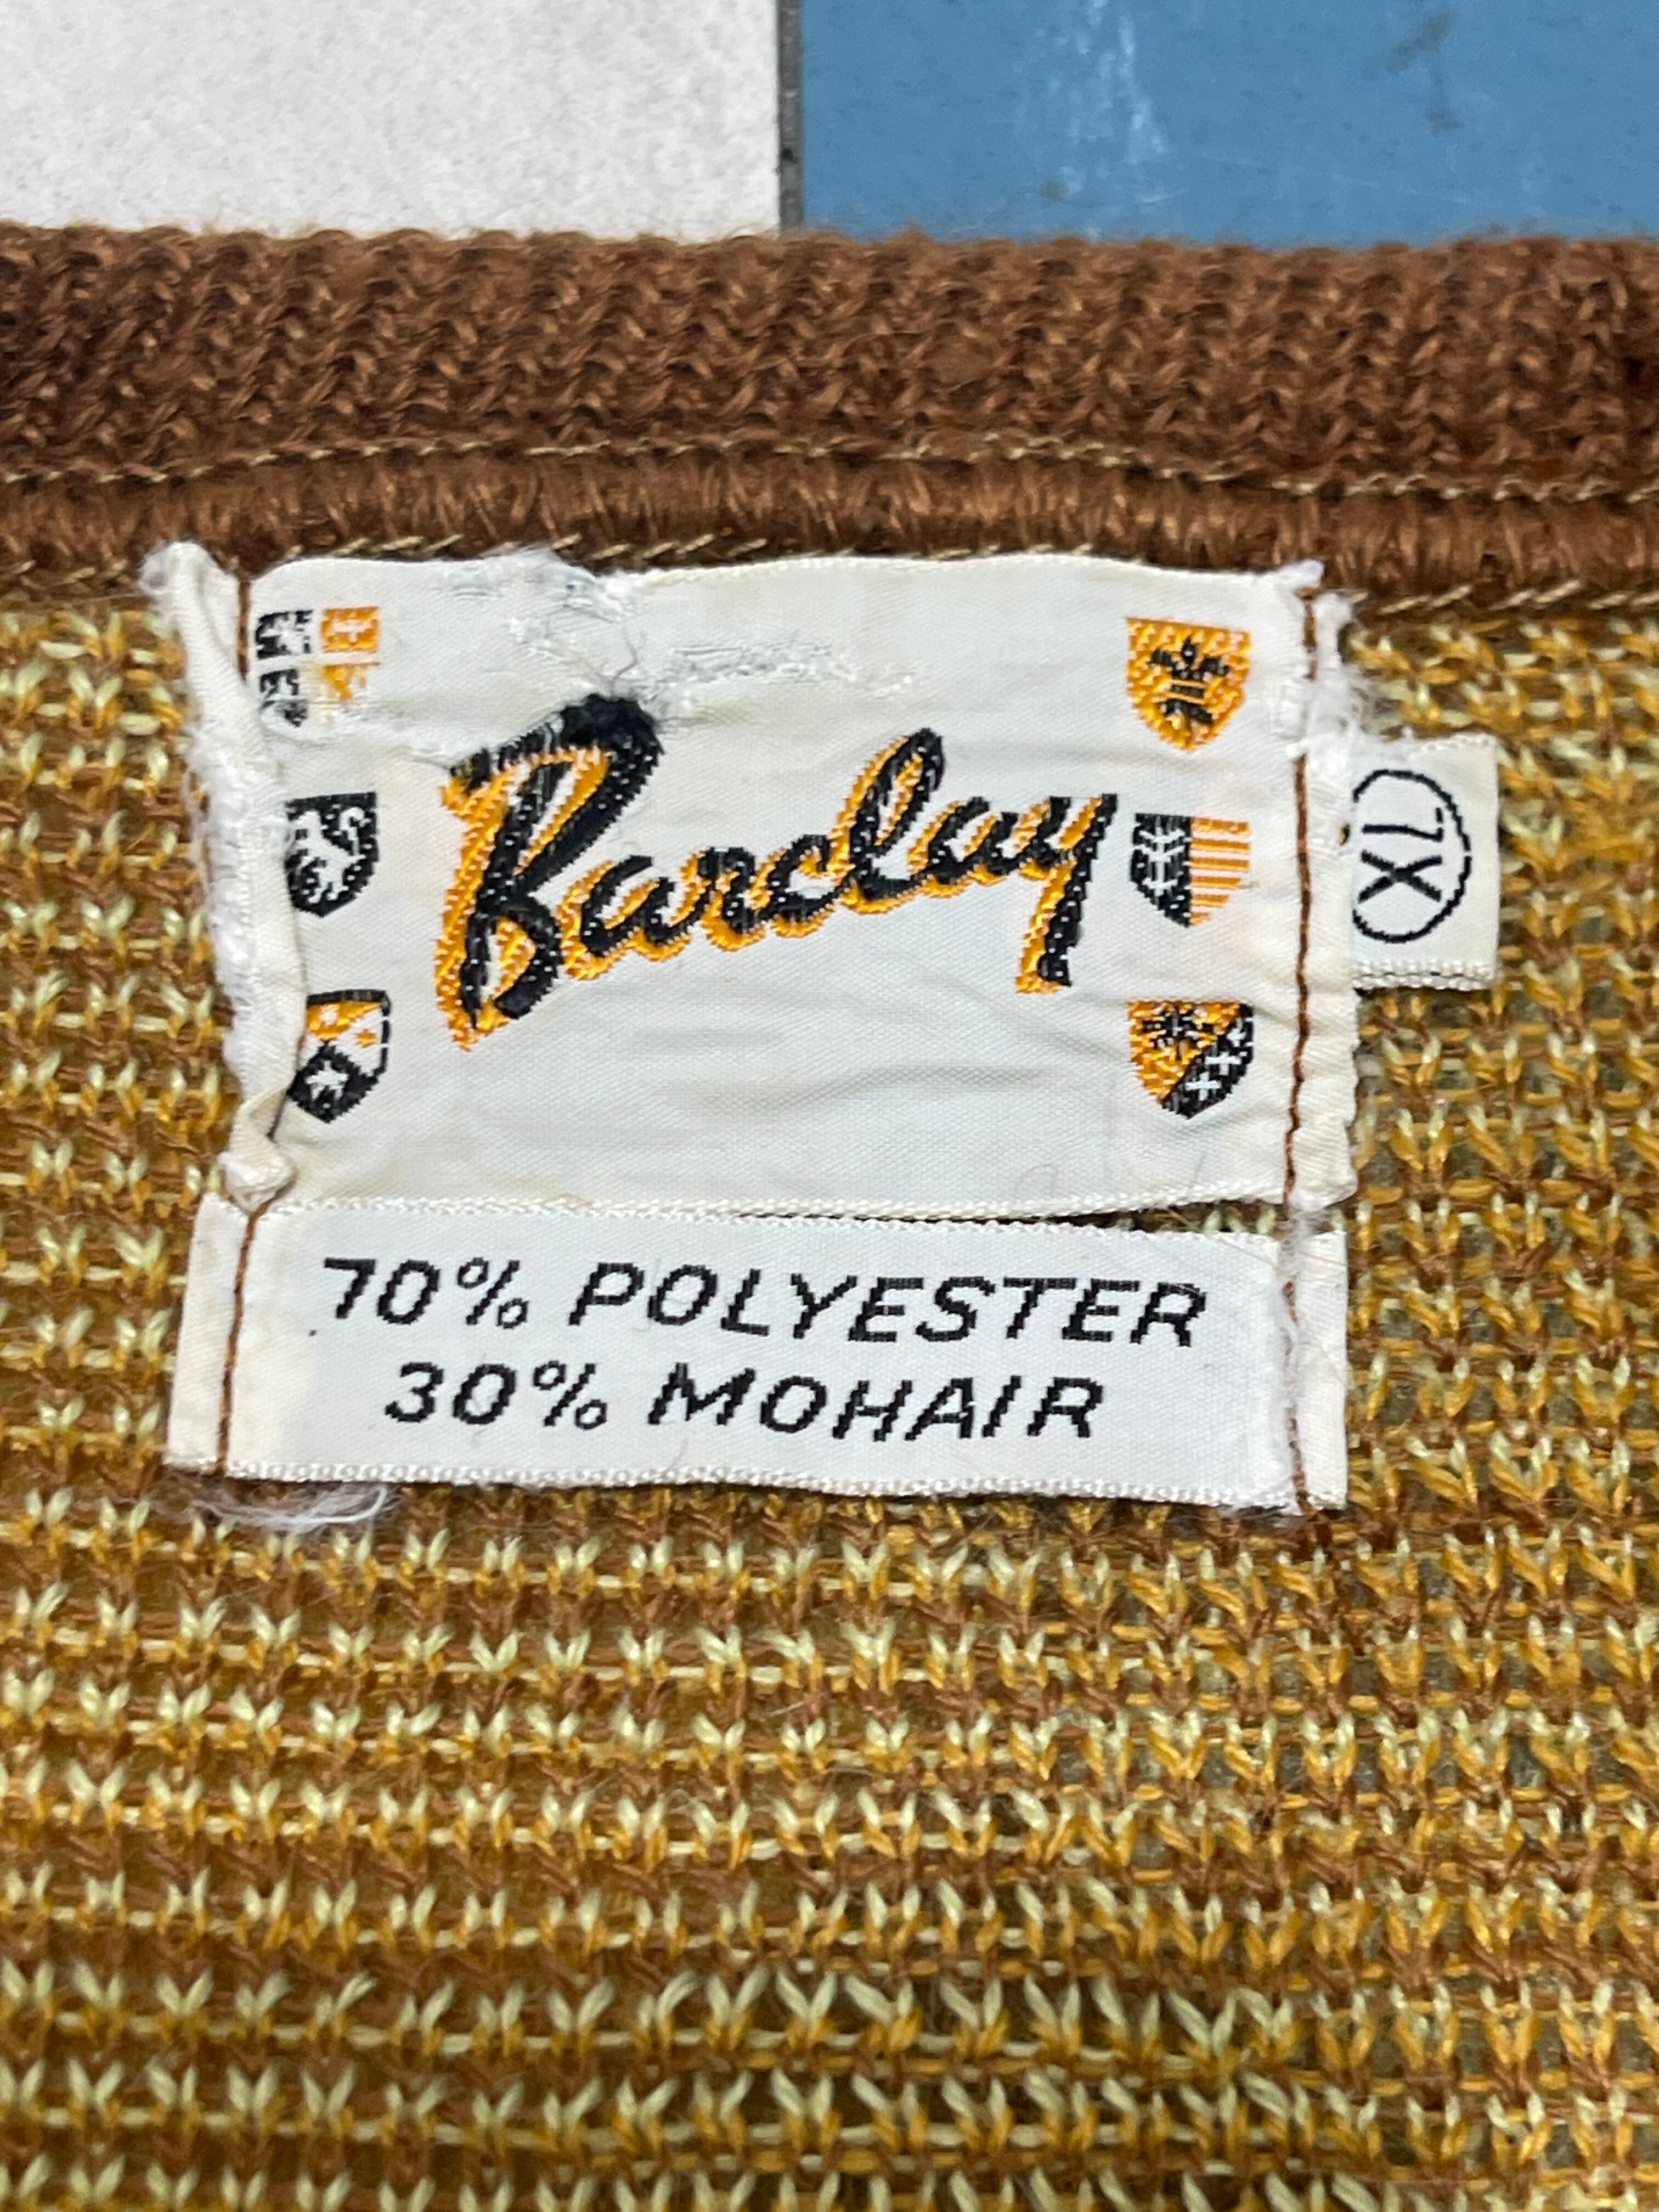 Barclay
XL
70% POLYESTER
30% MOHAIR